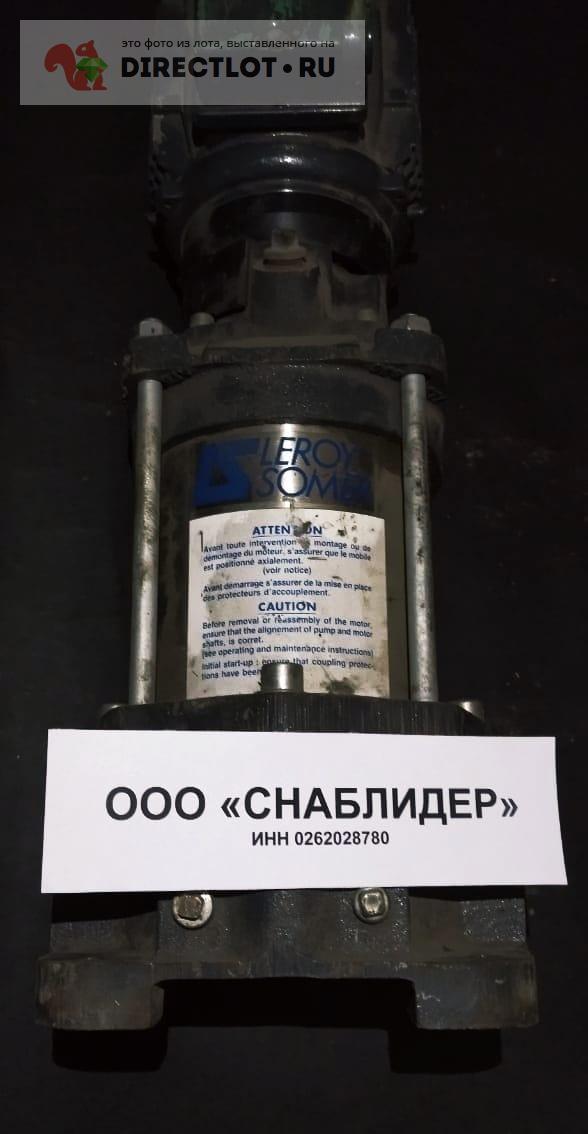 это фото из лота, выставленного на
DIRECTLOT.RU
LEROY
SOMER
ATTENTION
Avant toute intervention montage ou de
démontage du moteur, s'assurer que le mobile
est positionné axialement.
(voir notice)
Avant démarrage s'assurer de la mise en place
des protecteurs d'accouplement.
CAUTION
Before removal or reassembly of the motor,
ensure that the alignement of pump and motor
shafts, is corret.
(see operating and maintenance instructions)
Initial start-up : ensure that coupling protec-
tions have been
ООО «СНАБЛИДЕР»
ИНН 0262028780